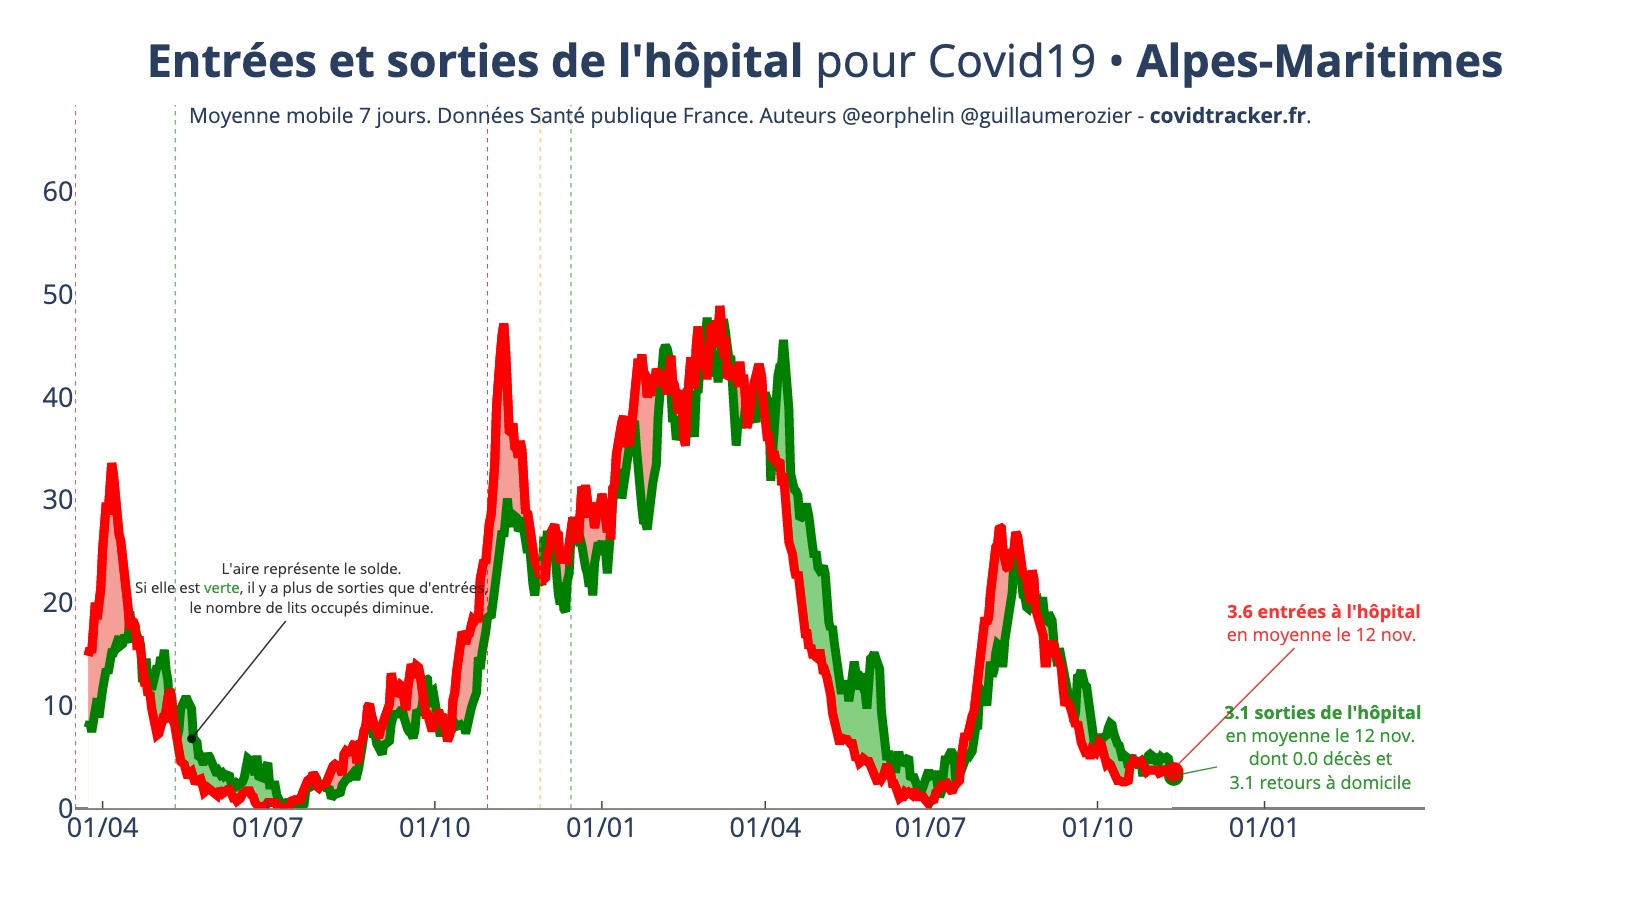 Entrées et sorties de l'hôpital pour Covid19 • Alpes-Maritimes
Moyenne mobile 7 jours. Données Santé publique France. Auteurs @eorphelin @guillaumerozier - covidtracker.fr.
60
50
40
30
20
10
0
L'aire représente le solde.
Si elle est verte, il y a plus de sorties que d'entrées,
le nombre de lits occupés diminue.
3.6 entrées à l'hôpital
en moyenne le 12 nov.
3.1 sorties de l'hôpital
en moyenne le 12 nov.
dont 0.0 décès et
3.1 retours à domicile
01/04 01/07 01/10 01/01 01/04 01/07 01/10 01/01